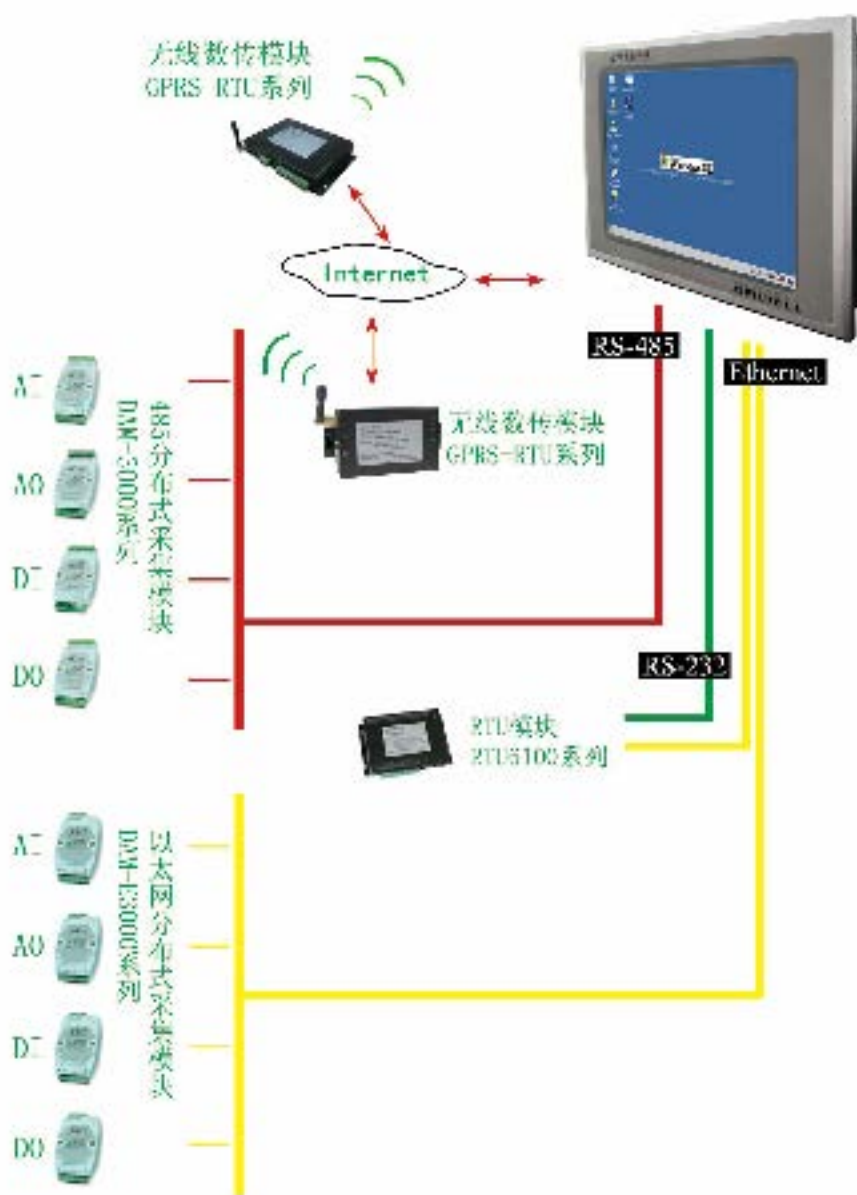 无线数传模块
GPRS RTU系列
Internet
RS-485
Ethernet
无线数传模块
GPRS-RTU系列
AI
AO
DI
DO
485分布式采集模块
DAM-3000系列
RS-232
RTU模块
RTU6100系列
AI
AO
DI
DO
以太网分布式采集模块
DAM-E3000系列